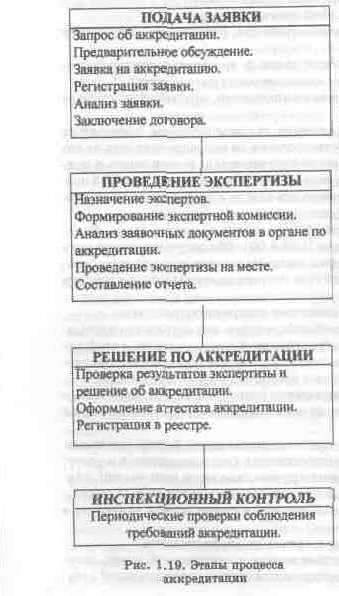 ПОДАЧА ЗАЯВКИ
Запрос об аккредитации.
Предварительное обсуждение.
Заявка на аккредитацию.
Регистрация заявки.
Анализ заявки.
Заключение договора.
ПРОВЕДЕНИЕ ЭКСПЕРТИЗЫ
Назначение экспертов.
Формирование экспертной комиссии.
Анализ заявочных документов в органе по
аккредитации.
Проведение экспертизы на месте.
Составление отчета.
РЕШЕНИЕ ПО АККРЕДИТАЦИИ
Проверка результатов экспертизы и
решение об аккредитации.
Оформление аттестата аккредитации.
Регистрация в реестре.
ИНСПЕКЦИОННЫЙ КОНТРОЛЬ
Периодические проверки соблюдения
требований аккредитации.
Рис. 1.19. Этапы процесса
аккредитации